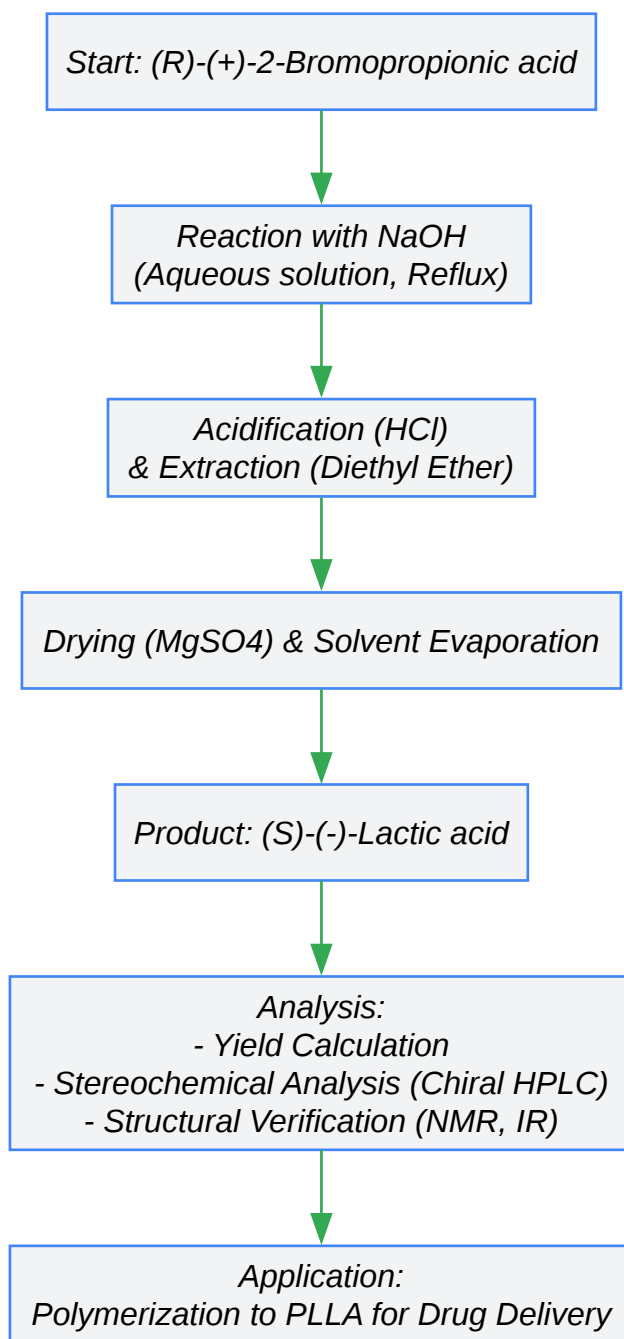 Start: (R)-(+)-2-Bromopropionic acid
Reaction with NaOH
(Aqueous solution, Reflux)
Acidification (HCl)
& Extraction (Diethyl Ether)
Drying (MgSO4) & Solvent Evaporation
Product: (S)-(-)-Lactic acid
Analysis:
- Yield Calculation
- Stereochemical Analysis (Chiral HPLC)
- Structural Verification (NMR, IR)
Application:
Polymerization to PLLA for Drug Delivery